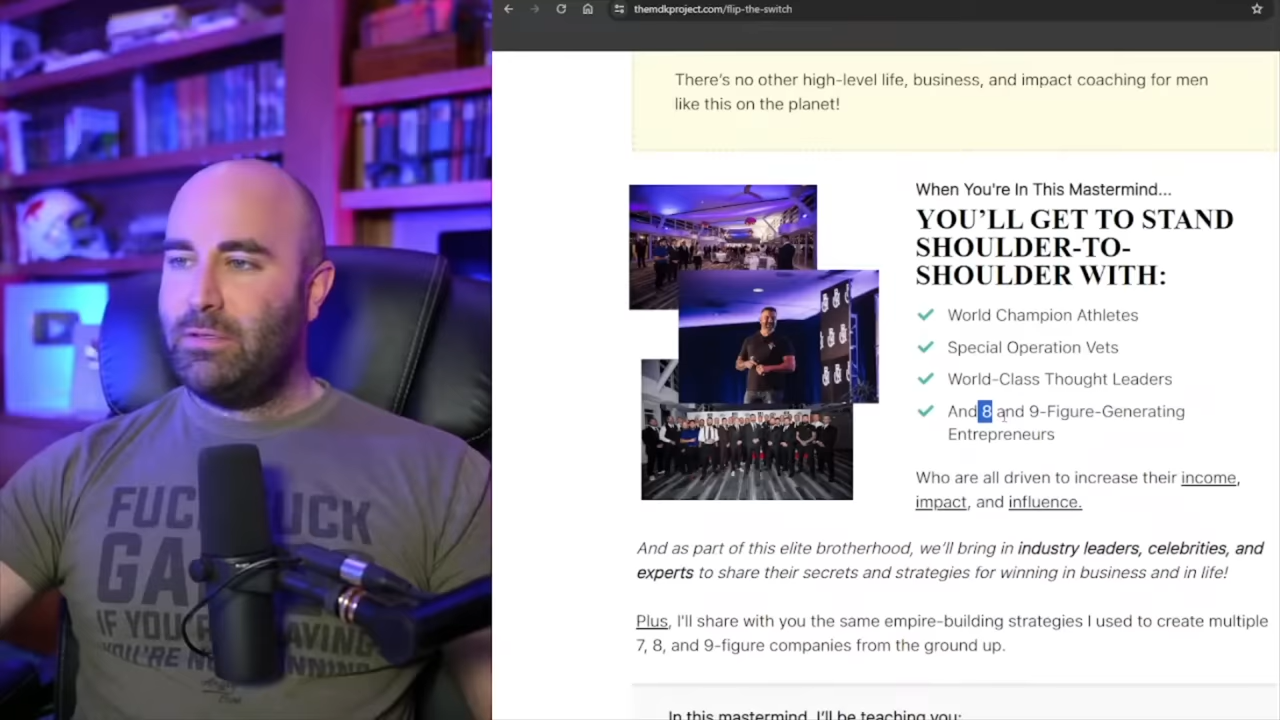 themdkproject.com/flip-the-switch
There's no other high-level life, business, and impact coaching for men
like this on the planet!
When You're In This Mastermind...
YOU'LL GET TO STAND
SHOULDER-TO-
SHOULDER WITH:
World Champion Athletes
Special Operation Vets
World-Class Thought Leaders
And 8 and 9-Figure-Generating
Entrepreneurs
Who are all driven to increase their income,
impact, and influence.
And as part of this elite brotherhood, we'll bring in industry leaders, celebrities, and
experts to share their secrets and strategies for winning in business and in life!
Plus, I'll share with you the same empire-building strategies I used to create multiple
7, 8, and 9-figure companies from the ground up.
In this mastermind, I'll be teaching you:
IF